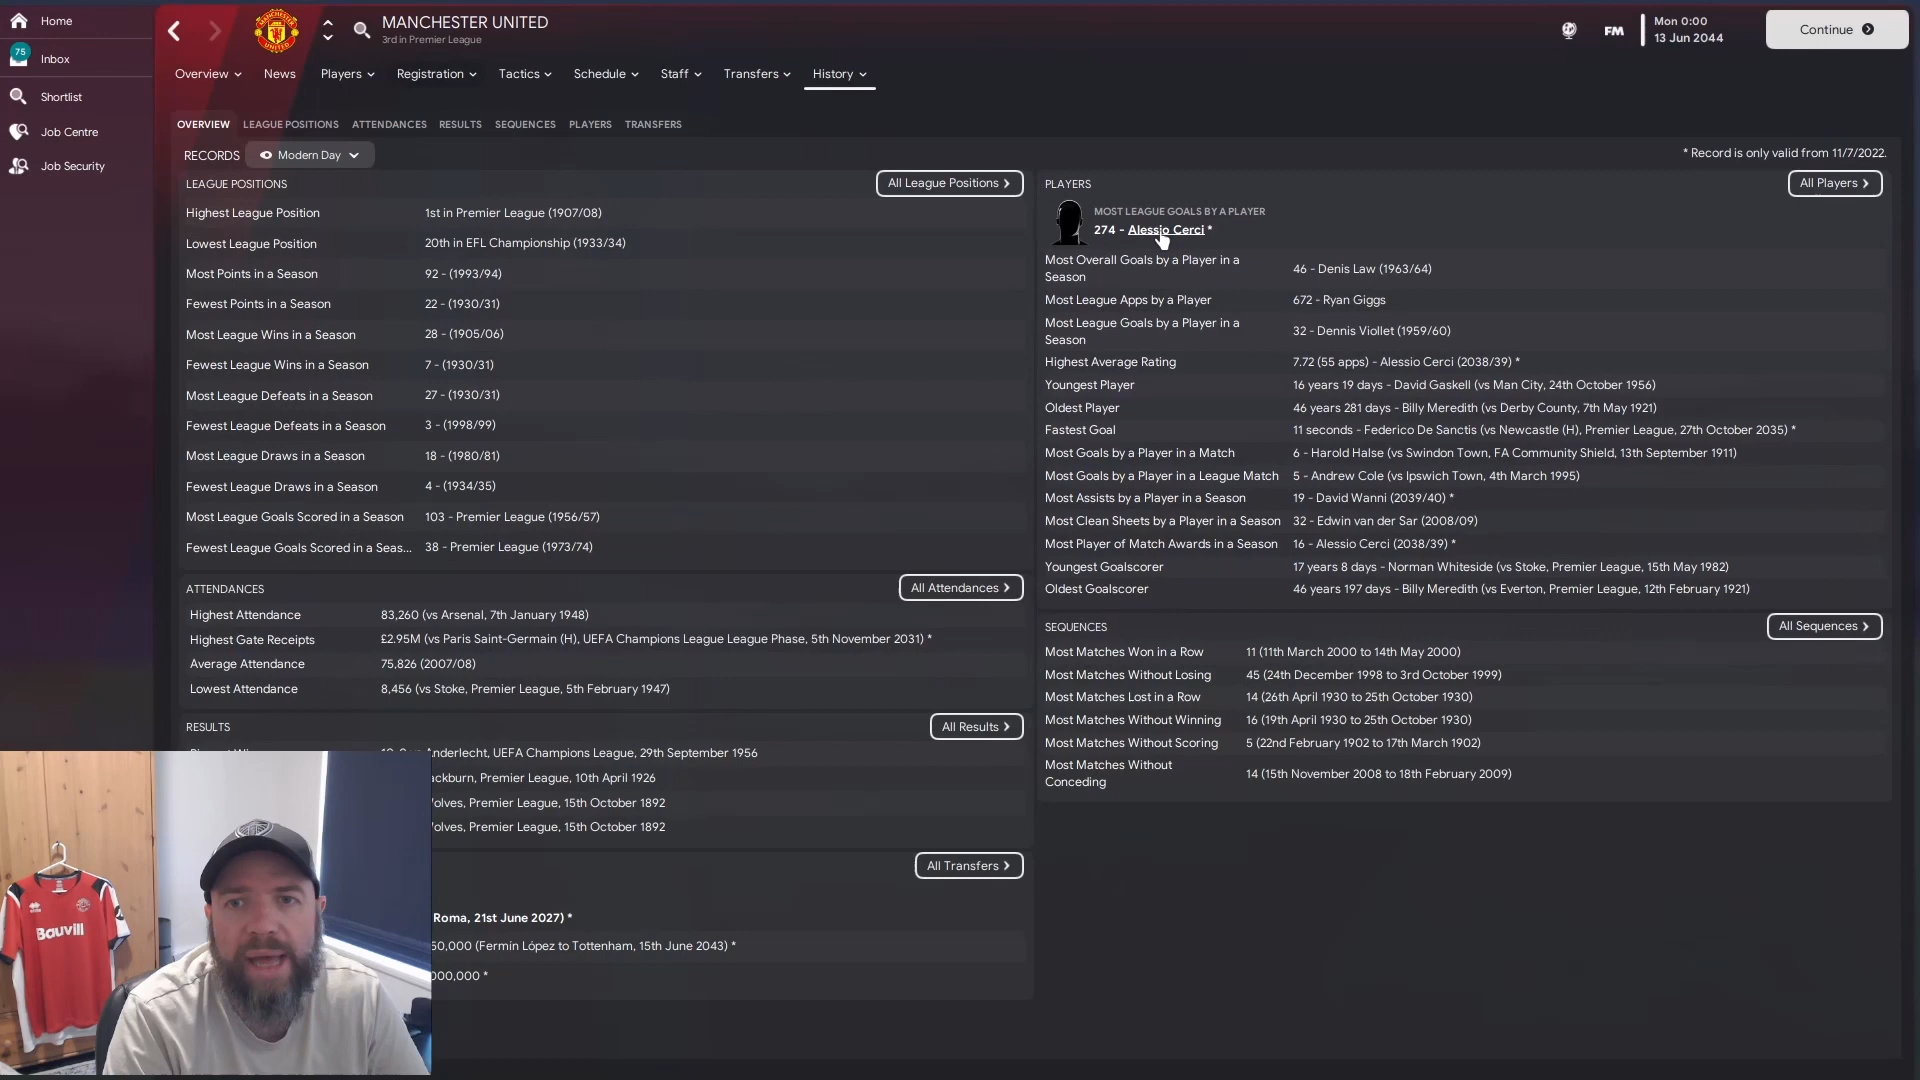 Home
75
Inbox
Shortlist
Job Centre
Job Security
MANCHESTER UNITED
3rd in Premier League
FM
Mon 0:00
13 Jun 2044
Continue
Overview
News
Players
Registration
Tactics
Schedule
Staff
Transfers
History
OVERVIEW
LEAGUE POSITIONS
ATTENDANCES
RESULTS
SEQUENCES
PLAYERS
TRANSFERS
RECORDS
Modern Day
* Record is only valid from 11/7/2022.
LEAGUE POSITIONS
All League Positions
Highest League Position 1st in Premier League (1907/08)
Lowest League Position 20th in EFL Championship (1933/34)
Most Points in a Season 92 - (1993/94)
Fewest Points in a Season 22 - (1930/31)
Most League Wins in a Season 28 - (1905/06)
Fewest League Wins in a Season 7 - (1930/31)
Most League Defeats in a Season 27 - (1930/31)
Fewest League Defeats in a Season 3 - (1998/99)
Most League Draws in a Season 18 - (1980/81)
Fewest League Draws in a Season 4 - (1934/35)
Most League Goals Scored in a Season 103 - Premier League (1956/57)
Fewest League Goals Scored in a Seas... 38 - Premier League (1973/74)
ATTENDANCES
All Attendances
Highest Attendance 83,260 (vs Arsenal, 7th January 1948)
Highest Gate Receipts £2.95M (vs Paris Saint-Germain (H), UEFA Champions League League Phase, 5th November 2031) *
Average Attendance 75,826 (2007/08)
Lowest Attendance 8,456 (vs Stoke, Premier League, 5th February 1947)
RESULTS
All Results
Anderlecht, UEFA Champions League, 29th September 1956
ackburn, Premier League, 10th April 1926
olves, Premier League, 15th October 1892
olves, Premier League, 15th October 1892
All Transfers
Roma, 21st June 2027) *
50,000 (Fermín López to Tottenham, 15th June 2043) *
000,000 *
PLAYERS
All Players
MOST LEAGUE GOALS BY A PLAYER
274 - Alessio Cerci *
Most Overall Goals by a Player in a
Season
46 - Denis Law (1963/64)
Most League Apps by a Player 672 - Ryan Giggs
Most League Goals by a Player in a
Season
32 - Dennis Viollet (1959/60)
Highest Average Rating 7.72 (55 apps) - Alessio Cerci (2038/39) *
Youngest Player 16 years 19 days - David Gaskell (vs Man City, 24th October 1956)
Oldest Player 46 years 281 days - Billy Meredith (vs Derby County, 7th May 1921)
Fastest Goal 11 seconds - Federico De Sanctis (vs Newcastle (H), Premier League, 27th October 2035) *
Most Goals by a Player in a Match 6 - Harold Halse (vs Swindon Town, FA Community Shield, 13th September 1911)
Most Goals by a Player in a League Match 5 - Andrew Cole (vs Ipswich Town, 4th March 1995)
Most Assists by a Player in a Season 19 - David Wanni (2039/40) *
Most Clean Sheets by a Player in a Season 32 - Edwin van der Sar (2008/09)
Most Player of Match Awards in a Season 16 - Alessio Cerci (2038/39) *
Youngest Goalscorer 17 years 8 days - Norman Whiteside (vs Stoke, Premier League, 15th May 1982)
Oldest Goalscorer 46 years 197 days - Billy Meredith (vs Everton, Premier League, 12th February 1921)
SEQUENCES
All Sequences
Most Matches Won in a Row 11 (11th March 2000 to 14th May 2000)
Most Matches Without Losing 45 (24th December 1998 to 3rd October 1999)
Most Matches Lost in a Row 14 (26th April 1930 to 25th October 1930)
Most Matches Without Winning 16 (19th April 1930 to 25th October 1930)
Most Matches Without Scoring 5 (22nd February 1902 to 17th March 1902)
Most Matches Without
Conceding
14 (15th November 2008 to 18th February 2009)
Bauvill